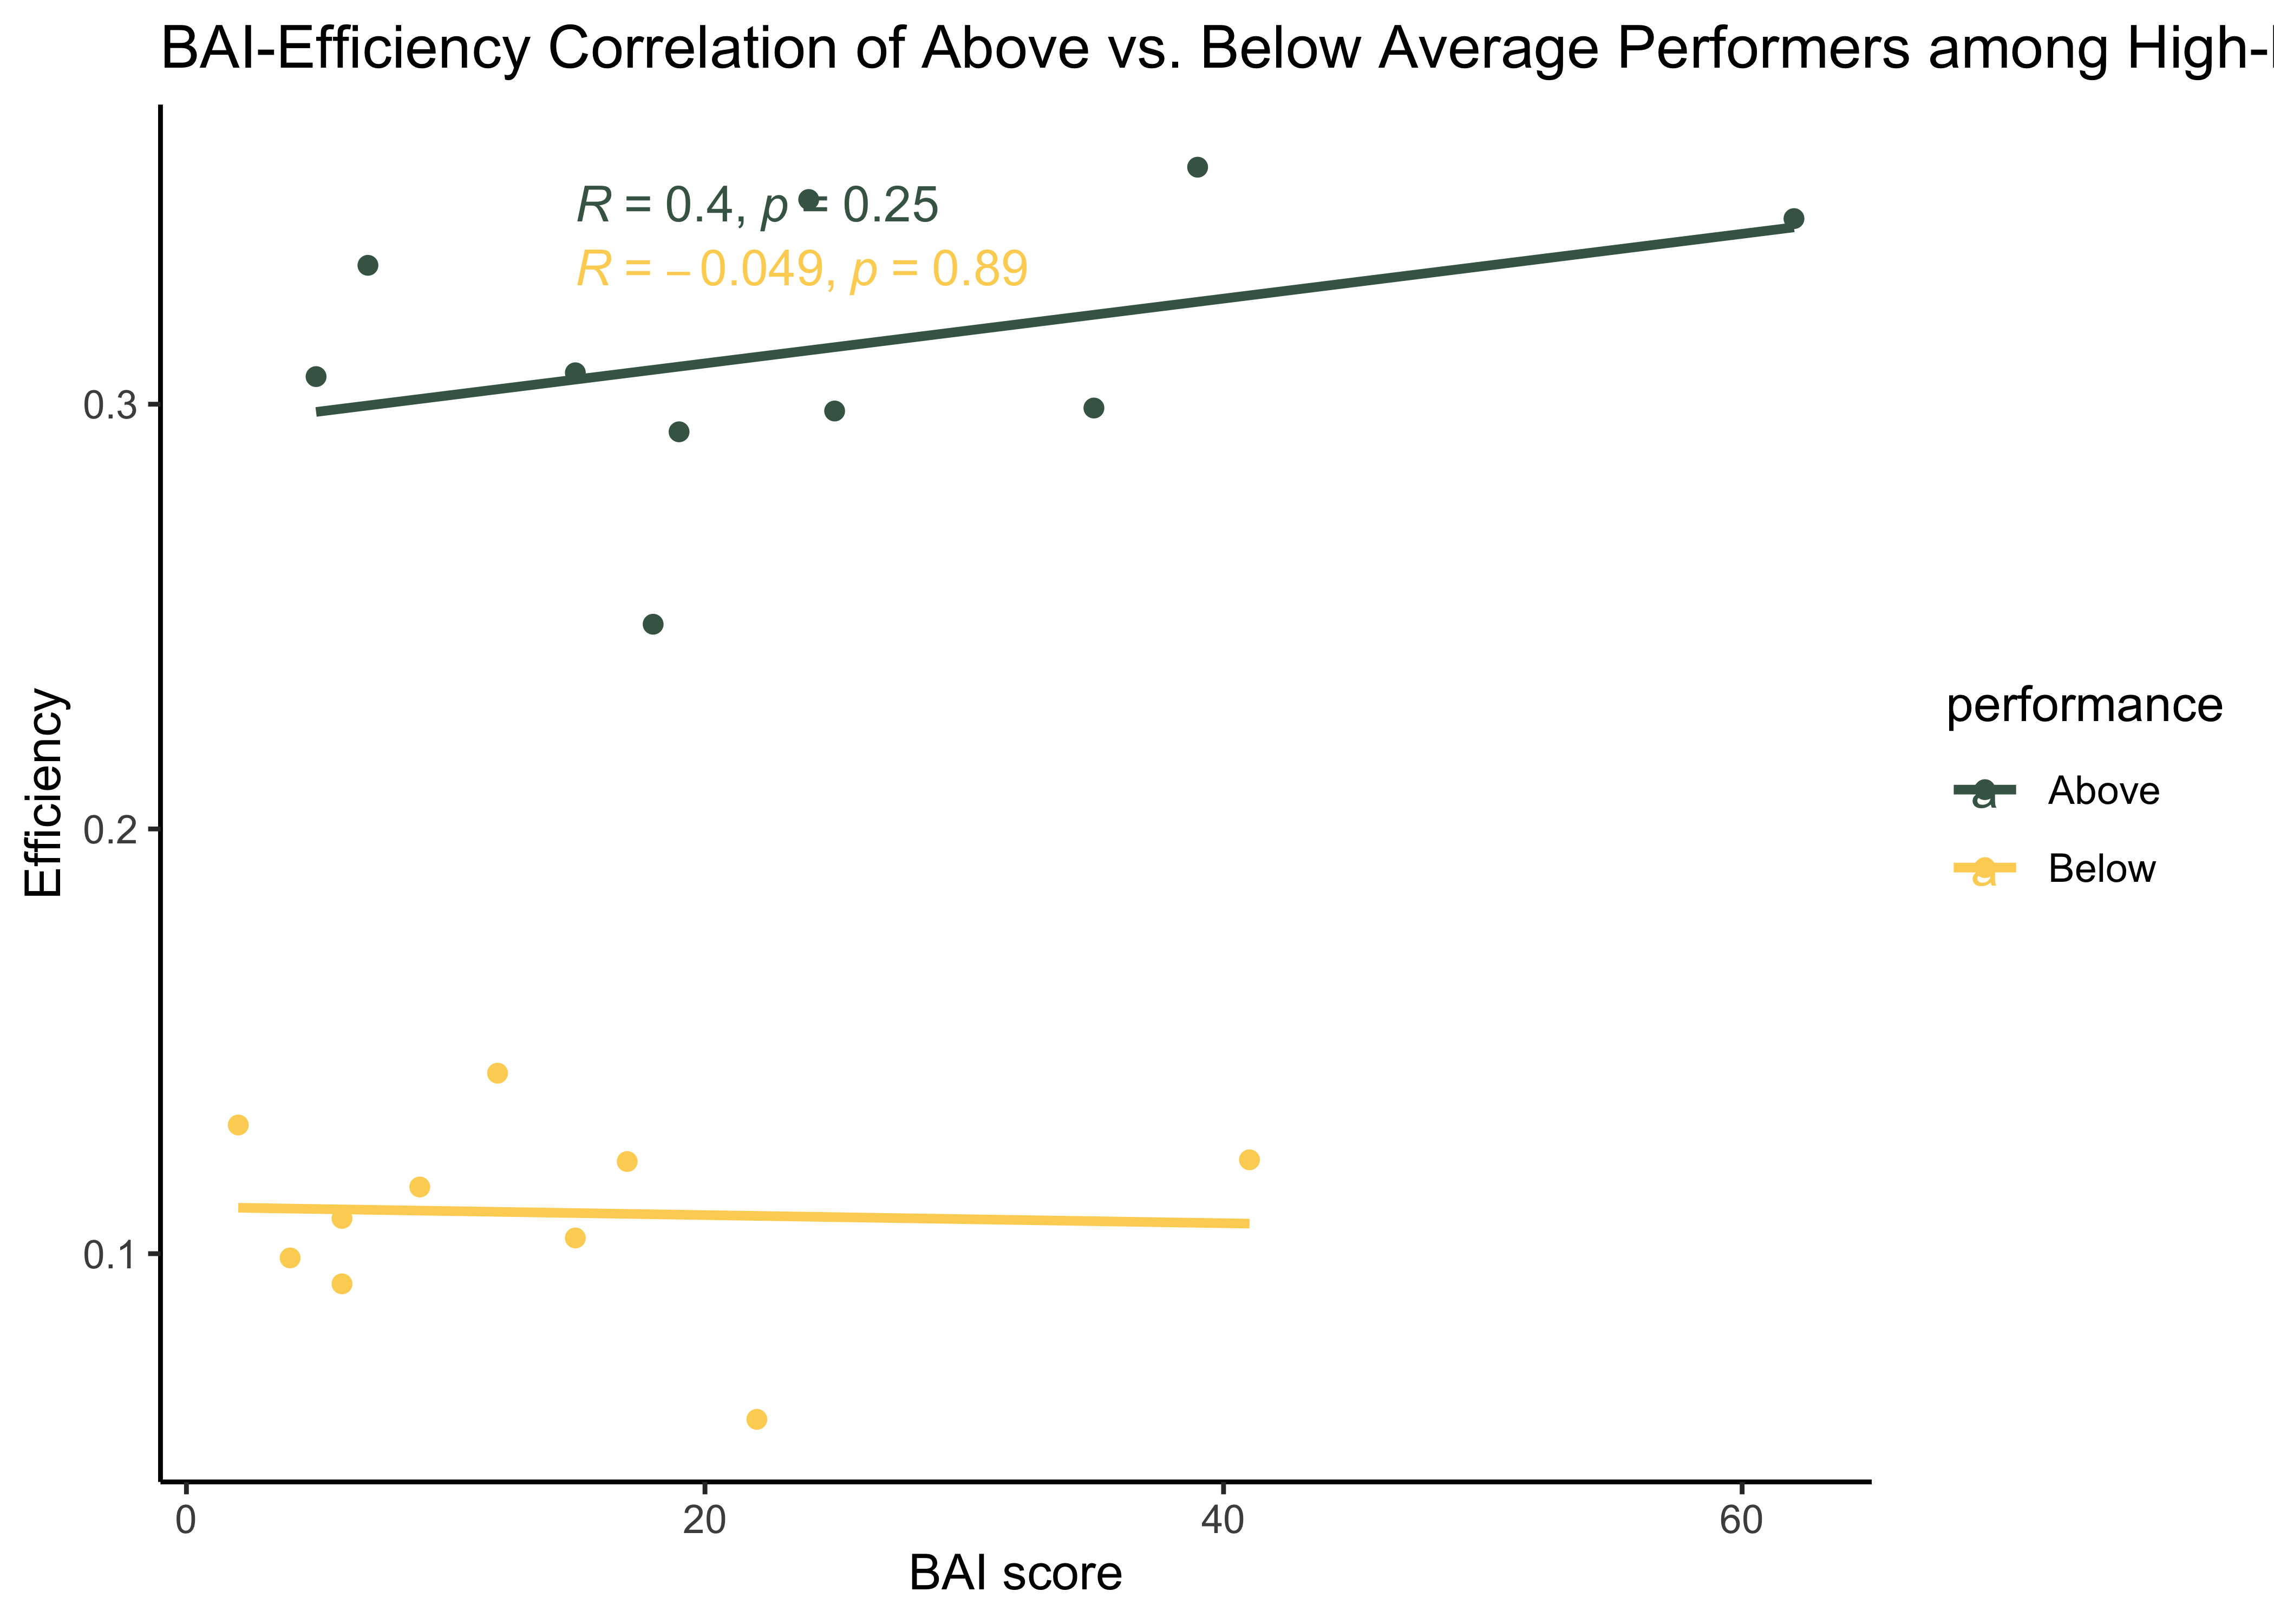 BAI-Efficiency Correlation of Above vs. Below Average Performers among High-
R = 0.4, p = 0.25
R = − 0.049, p = 0.89
0.3
0.2
0.1
Efficiency
0 20 40 60
BAI score
performance
a Above
a Below